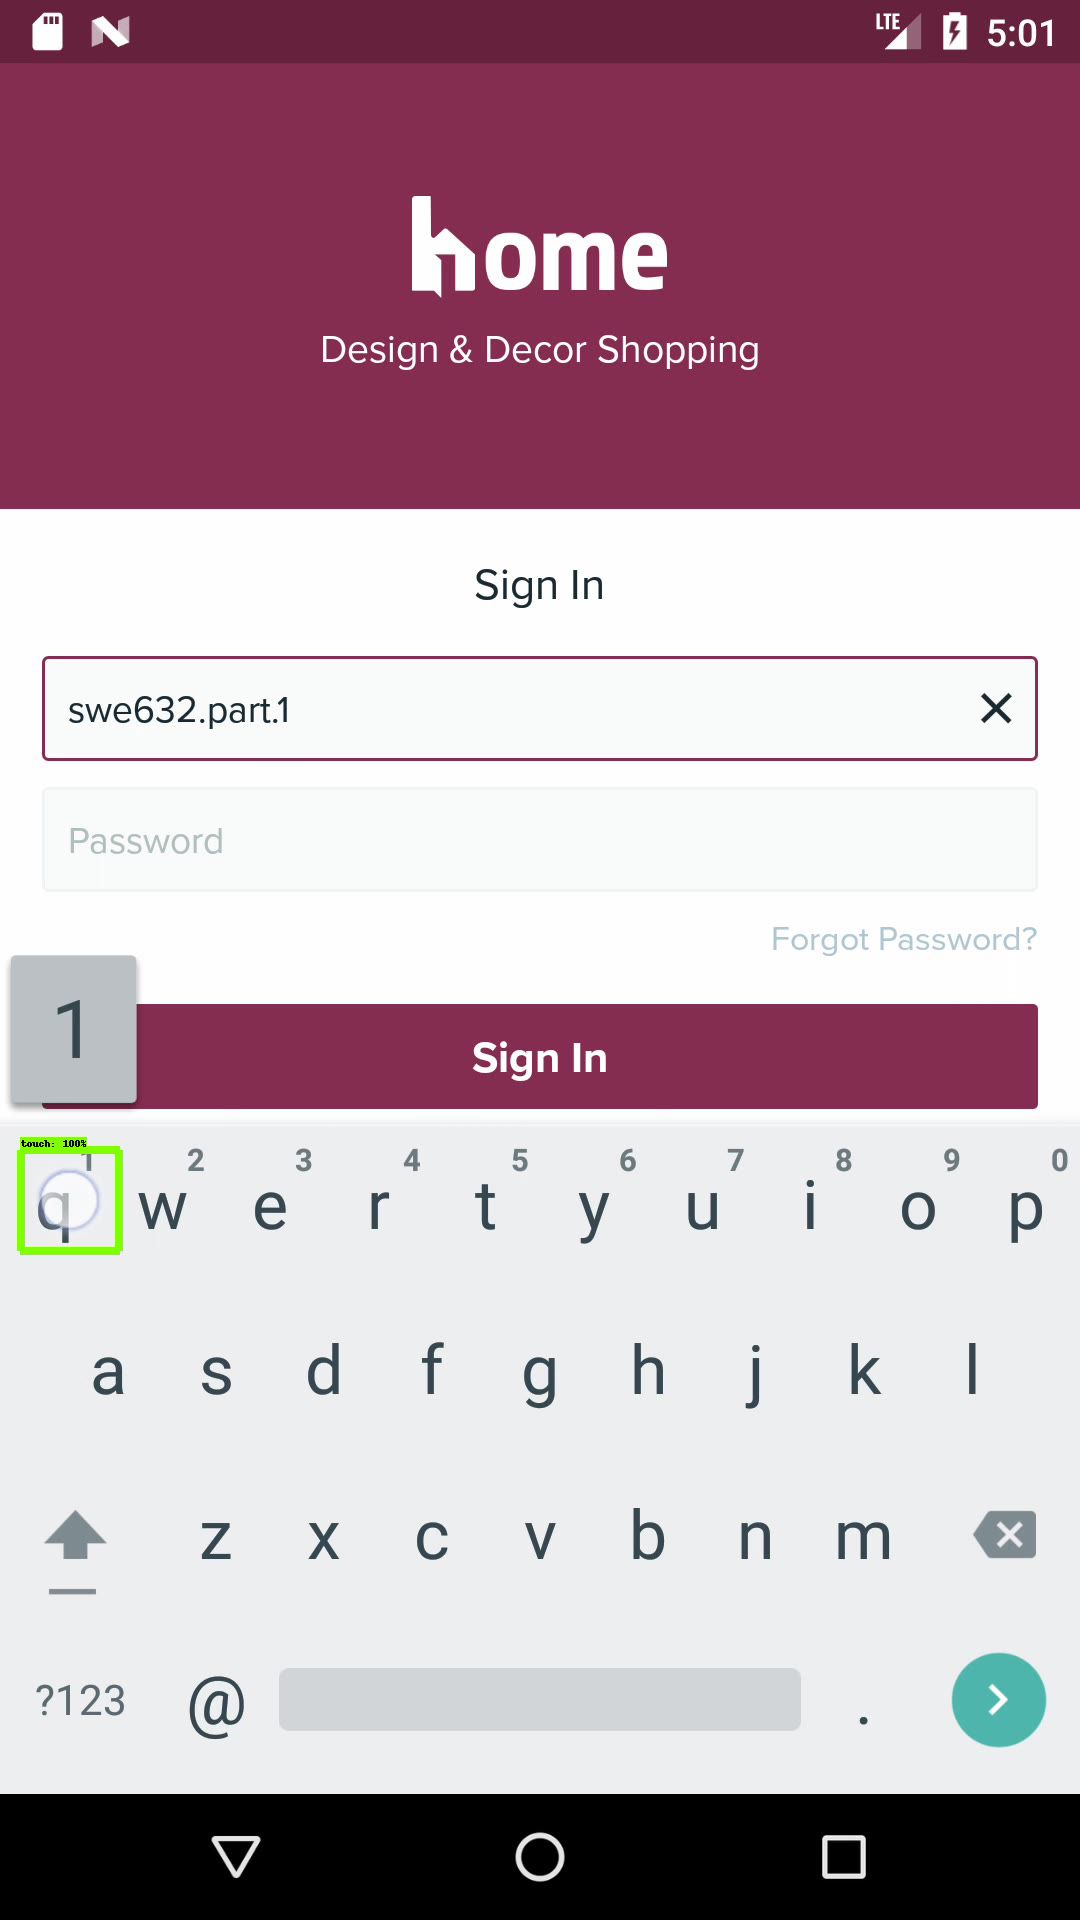 LTE 5:01
home
Design & Decor Shopping
Sign In
swe632.part.1
Password
Forgot Password?
1
Sign In
touch: 100%
1 2 3 4 5 6 7 8 9 0
q w e r t y u i o p
a s d f g h j k l
z x c v b n m
?123 @ .